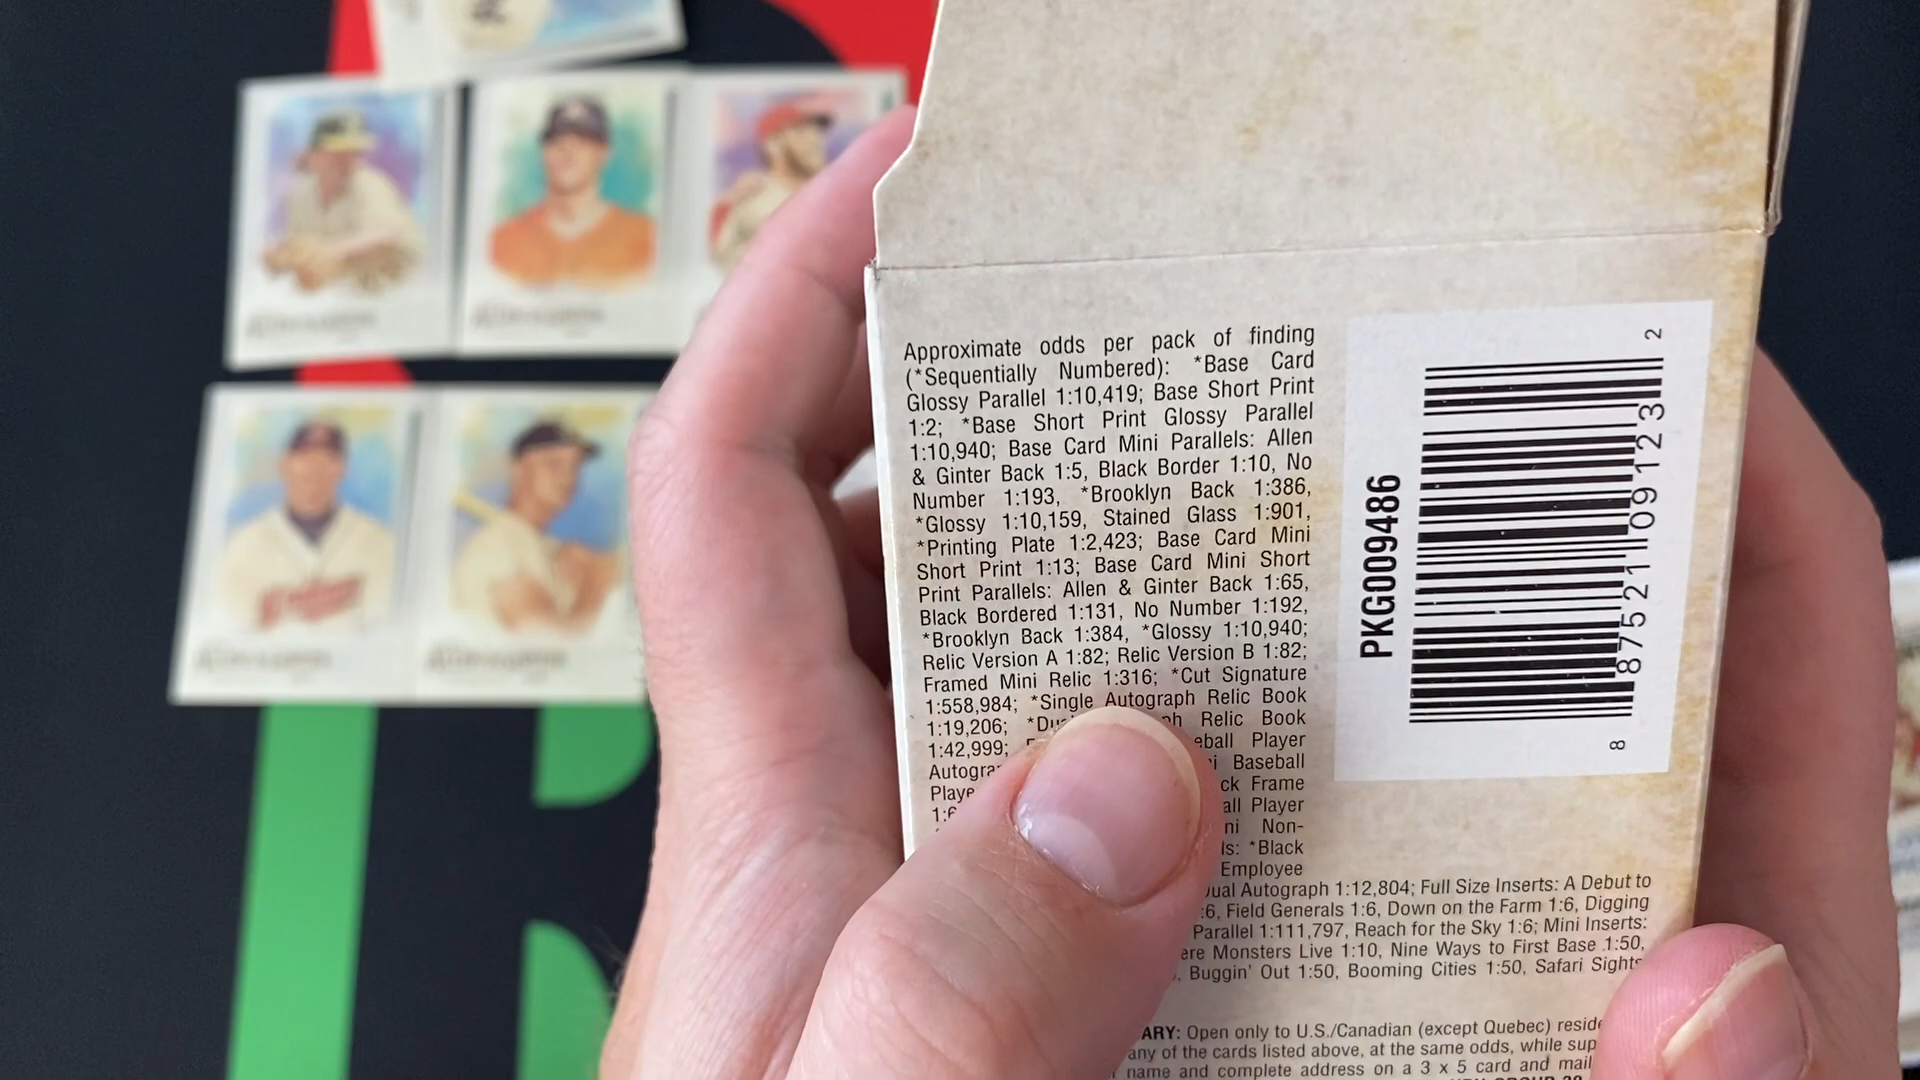 Approximate odds per pack of finding
(*Sequentially Numbered): *Base Card
Glossy Parallel 1:10,419; Base Short Print
1:2; *Base Short Print Glossy Parallel
1:10,940; Base Card Mini Parallels: Allen
& Ginter Back 1:5, Black Border 1:10, No
Number 1:193, *Brooklyn Back 1:386,
*Glossy 1:10,159, Stained Glass 1:901,
*Printing Plate 1:2,423; Base Card Mini
Short Print 1:13; Base Card Mini Short
Print Parallels: Allen & Ginter Back 1:65,
Black Bordered 1:131, No Number 1:192,
*Brooklyn Back 1:384, *Glossy 1:10,940;
Relic Version A 1:82; Relic Version B 1:82;
Framed Mini Relic 1:316; *Cut Signature
1:558,984; *Single Autograph Relic Book
1:19,206; Relic Book
1:42,999; Player
Baseball
Frame
Player
Non-
*Black
Employee
Autograph 1:12,804; Full Size Inserts: A Debut to
Field Generals 1:6, Down on the Farm 1:6, Digging
Parallel 1:111,797, Reach for the Sky 1:6; Mini Inserts:
Monsters Live 1:10, Nine Ways to First Base 1:50,
Buggin' Out 1:50, Booming Cities 1:50, Safari Sights
Open only to U.S./Canadian (except Quebec)
any of the cards listed above, at the same odds, while
name and complete address on a 3 x 5 card and mail
PKG009486
8 87521 09123 2